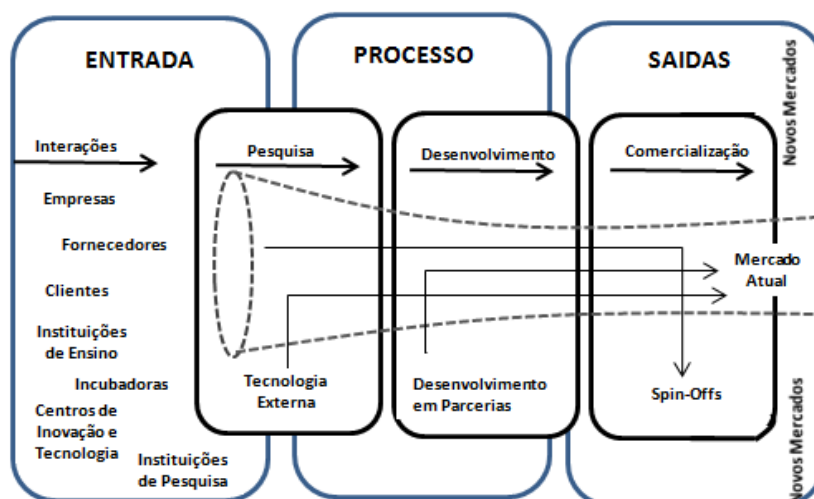 ENTRADA
PROCESSO
SAIDAS
Novos Mercados
Interações
Pesquisa
Desenvolvimento
Comercialização
Empresas
Fornecedores
Clientes
Instituições
de Ensino
Incubadoras
Centros de
Inovação e
Tecnologia
Instituições
de Pesquisa
Tecnologia
Externa
Desenvolvimento
em Parcerias
Mercado
Atual
Spin-Offs
Novos Mercados